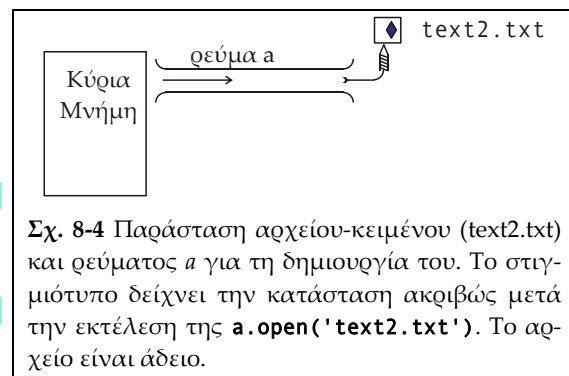 text2.txt
ρεύμα a
Κύρια
Μνήμη
Σχ. 8-4 Παράσταση αρχείου-κειμένου (text2.txt)
και ρεύματος a για τη δημιουργία του. Το στιγ-
μιότυπο δείχνει την κατάσταση ακριβώς μετά
την εκτέλεση της a.open('text2.txt'). Το αρ-
χείο είναι άδειο.